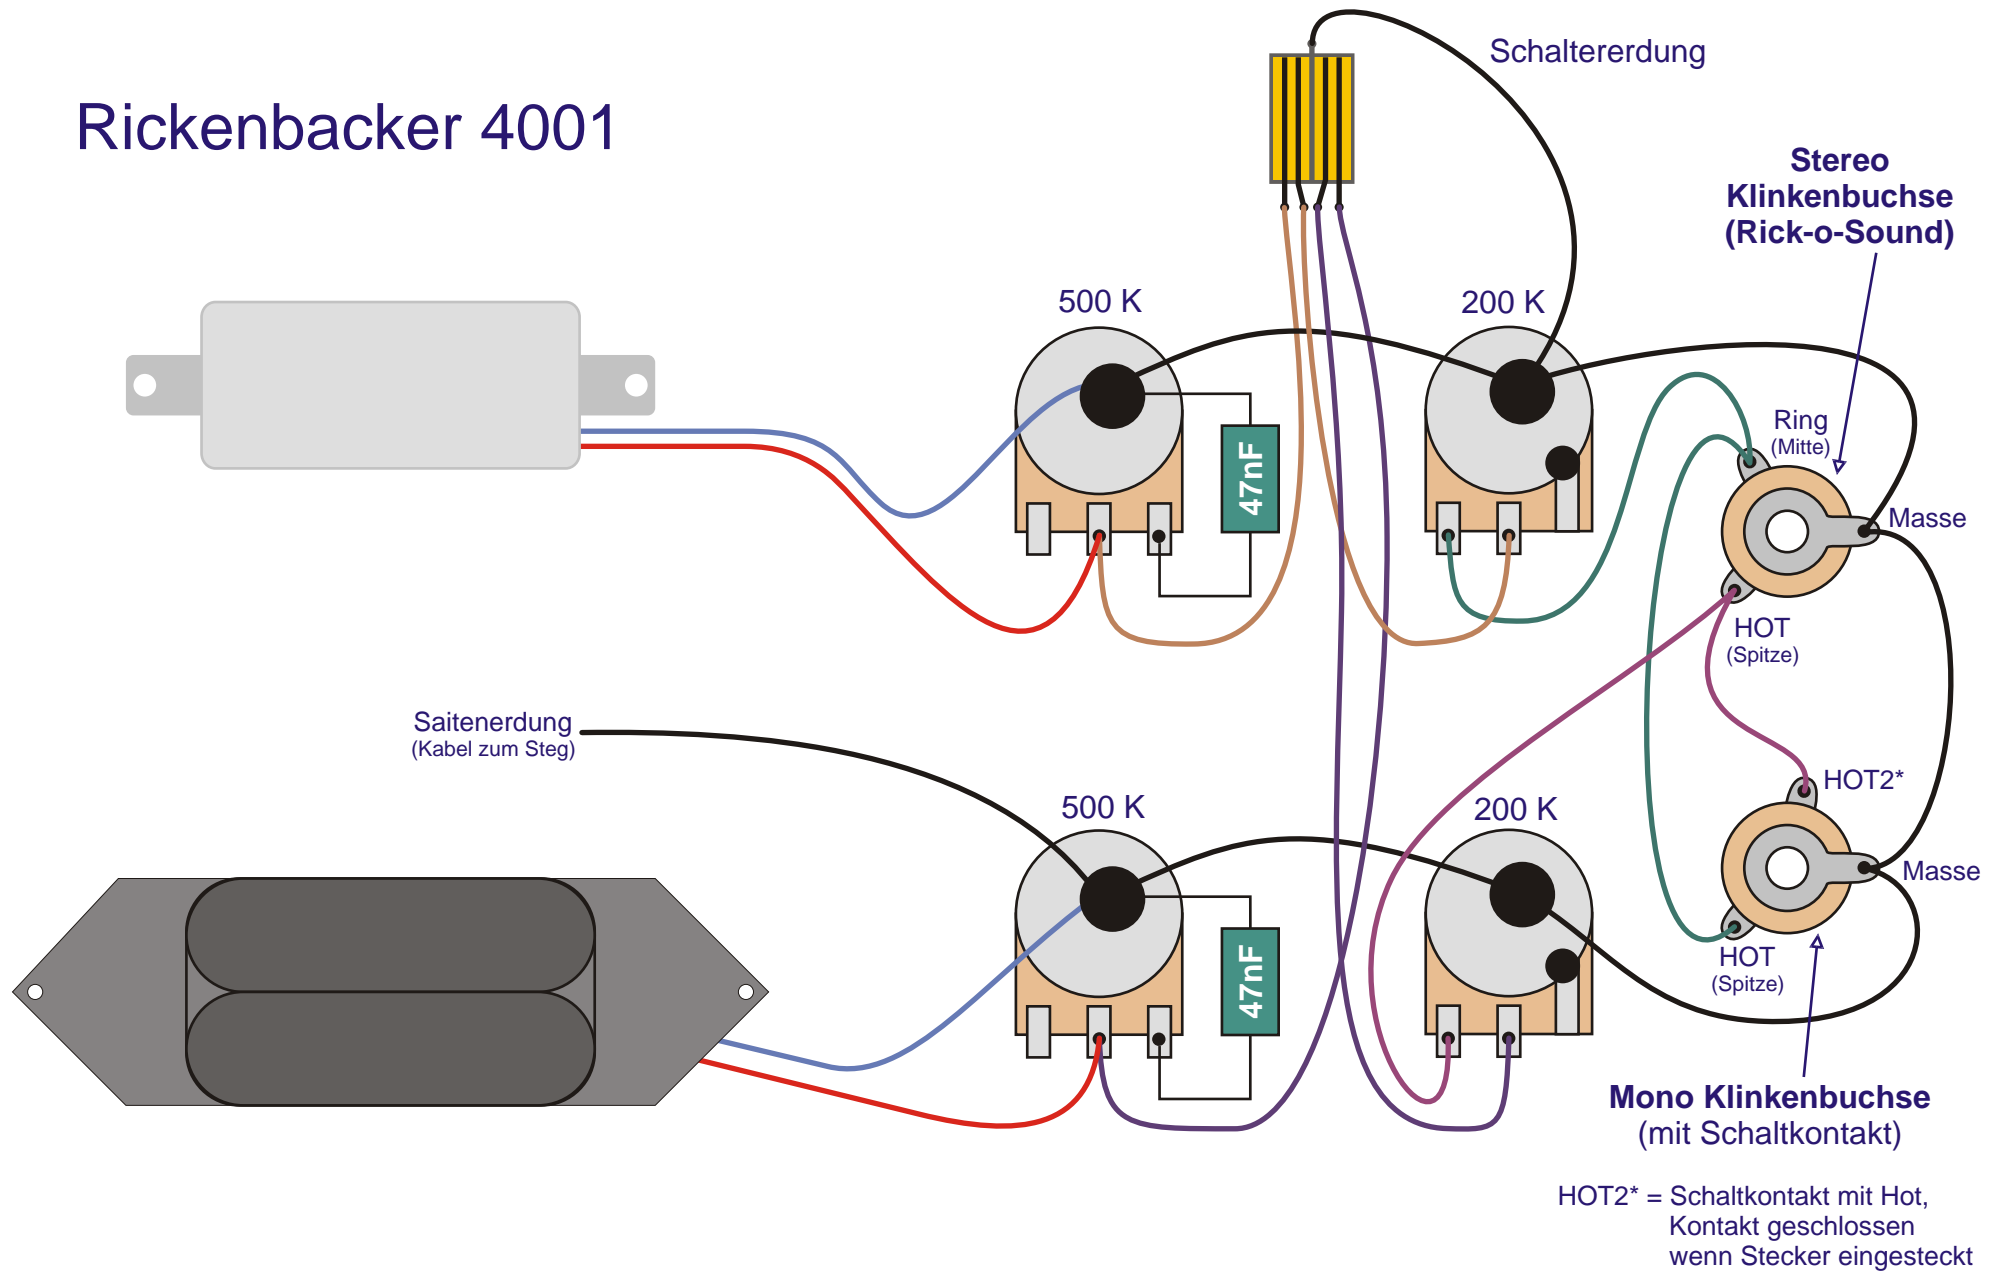 Rickenbacker 4001
Schaltererdung
Stereo
Klinkenbuchse
(Rick-o-Sound)
500 K
200 K
47nF
Ring
(Mitte)
Masse
HOT
(Spitze)
Saitenerdung
(Kabel zum Steg)
500 K
200 K
47nF
HOT2*
Masse
HOT
(Spitze)
Mono Klinkenbuchse
(mit Schaltkontakt)
HOT2* = Schaltkontakt mit Hot,
Kontakt geschlossen
wenn Stecker eingesteckt